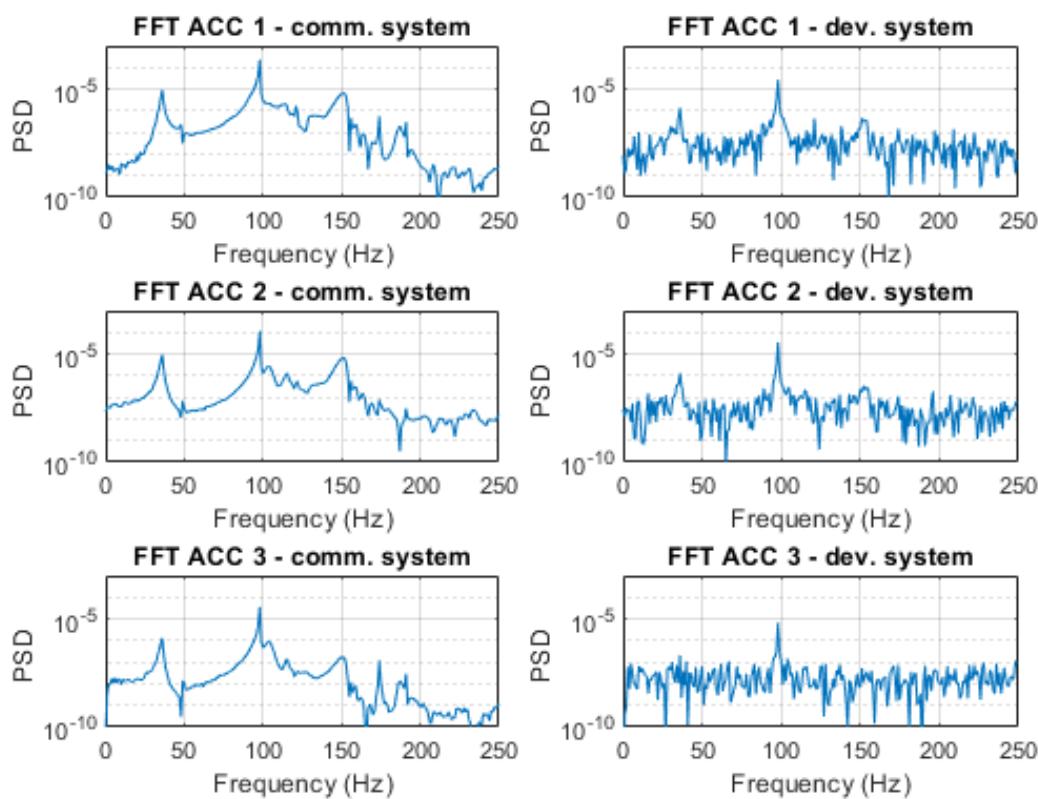 FFT ACC 1 - comm. system
PSD
10-5
10-10
0 50 100 150 200 250
Frequency (Hz)
FFT ACC 1 - dev. system
PSD
10-5
10-10
0 50 100 150 200 250
Frequency (Hz)
FFT ACC 2 - comm. system
PSD
10-5
10-10
0 50 100 150 200 250
Frequency (Hz)
FFT ACC 2 - dev. system
PSD
10-5
10-10
0 50 100 150 200 250
Frequency (Hz)
FFT ACC 3 - comm. system
PSD
10-5
10-10
0 50 100 150 200 250
Frequency (Hz)
FFT ACC 3 - dev. system
PSD
10-5
10-10
0 50 100 150 200 250
Frequency (Hz)